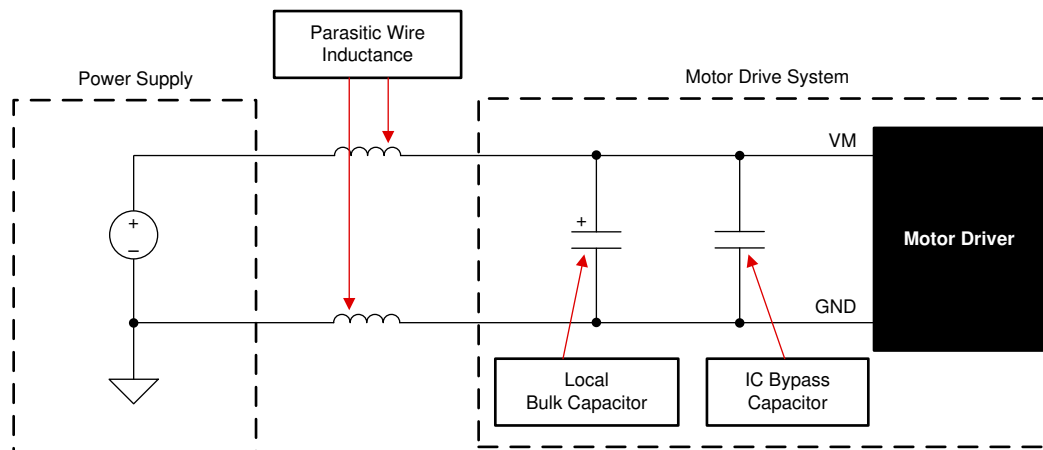 Parasitic Wire
Inductance
Power Supply
Motor Drive System
VM
+
–
+
Motor Driver
GND
Local
Bulk Capacitor
IC Bypass
Capacitor